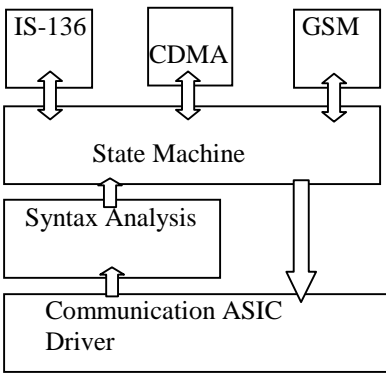 IS-136
CDMA
GSM
State Machine
Syntax Analysis
Communication ASIC
Driver